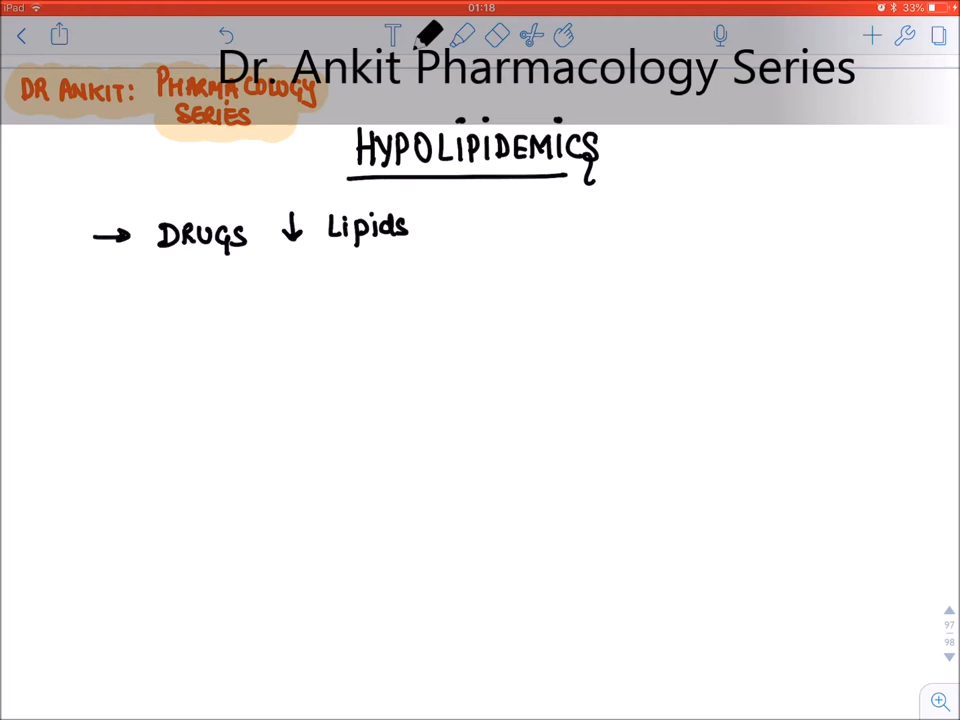 iPad 01:18 33%
T
Dr. Ankit Pharmacology Series
DR ANKIT: PHARMACOLOGY
SERIES
HYPOLIPIDEMICS
→ DRUGS ↓ Lipids
97
98